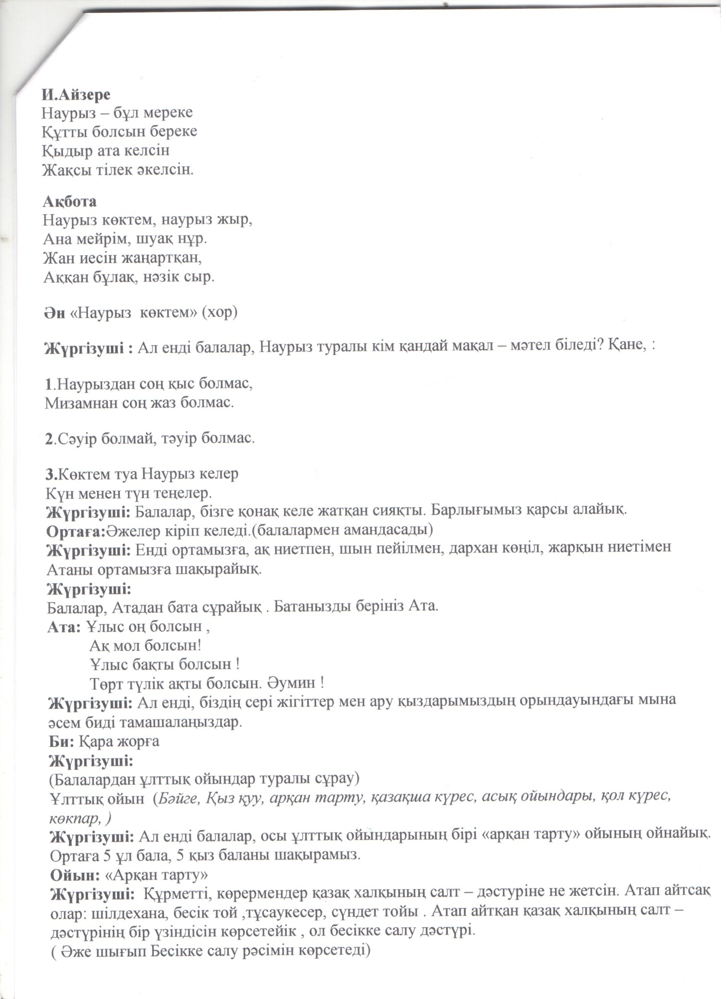 И.Айзере
Наурыз – бұл мереке
Құтты болсын береке
Қыдыр ата келсін
Жақсы тілек әкелсін.
Ақбота
Наурыз көктем, наурыз жыр,
Ана мейрім, шуақ нұр.
Жан иесін жаңартқан,
Аққан бұлақ, нәзік сыр.
Ән «Наурыз көктем» (хор)
Жүргізуші : Ал енді балалар, Наурыз туралы кім қандай мақал – мәтел біледі? Қане, :
1.Наурыздан соң қыс болмас,
Мизамнан соң жаз болмас.
2.Сәуір болмай, тәуір болмас.
3.Көктем туа Наурыз келер
Күн менен түн теңелер.
Жүргізуші: Балалар, бізге қонақ келе жатқан сияқты. Барлығымыз қарсы алайық.
Ортаға:Әжелер кіріп келеді.(балалармен амандасады)
Жүргізуші: Енді ортамызға, ақ ниетпен, шын пейілмен, дархан көңіл, жарқын ниетімен
Атаны ортамызға шақырайық.
Жүргізуші:
Балалар, Атадан бата сұрайық . Батанызды берініз Ата.
Ата: Ұлыс оң болсын ,
Ақ мол болсын!
Ұлыс бақты болсын !
Төрт түлік ақты болсын. Әумин !
Жүргізуші: Ал енді, біздің сері жігіттер мен ару қыздарымыздың орындауындағы мына
әсем биді тамашалаңыздар.
Би: Қара жорға
Жүргізуші:
(Балалардан ұлттық ойындар туралы сұрау)
Ұлттық ойын (Бәйге, Қыз қуу, арқан тарту, қазақша күрес, асық ойындары, қол күрес,
көкпар, )
Жүргізуші: Ал енді балалар, осы ұлттық ойындарының бірі «арқан тарту» ойының ойнайық.
Ортаға 5 ұл бала, 5 қыз баланы шақырамыз.
Ойын: «Арқан тарту»
Жүргізуші: Құрметті, көрермендер қазақ халқының салт – дәстүріне не жетсін. Атап айтсақ
олар: шілдехана, бесік той ,тұсаукесер, сүндет тойы . Атап айтқан қазақ халқының салт –
дәстүрінің бір үзіндісін көрсетейік , ол бесікке салу дәстүрі.
( Әже шығып Бесікке салу рәсімін көрсетеді)